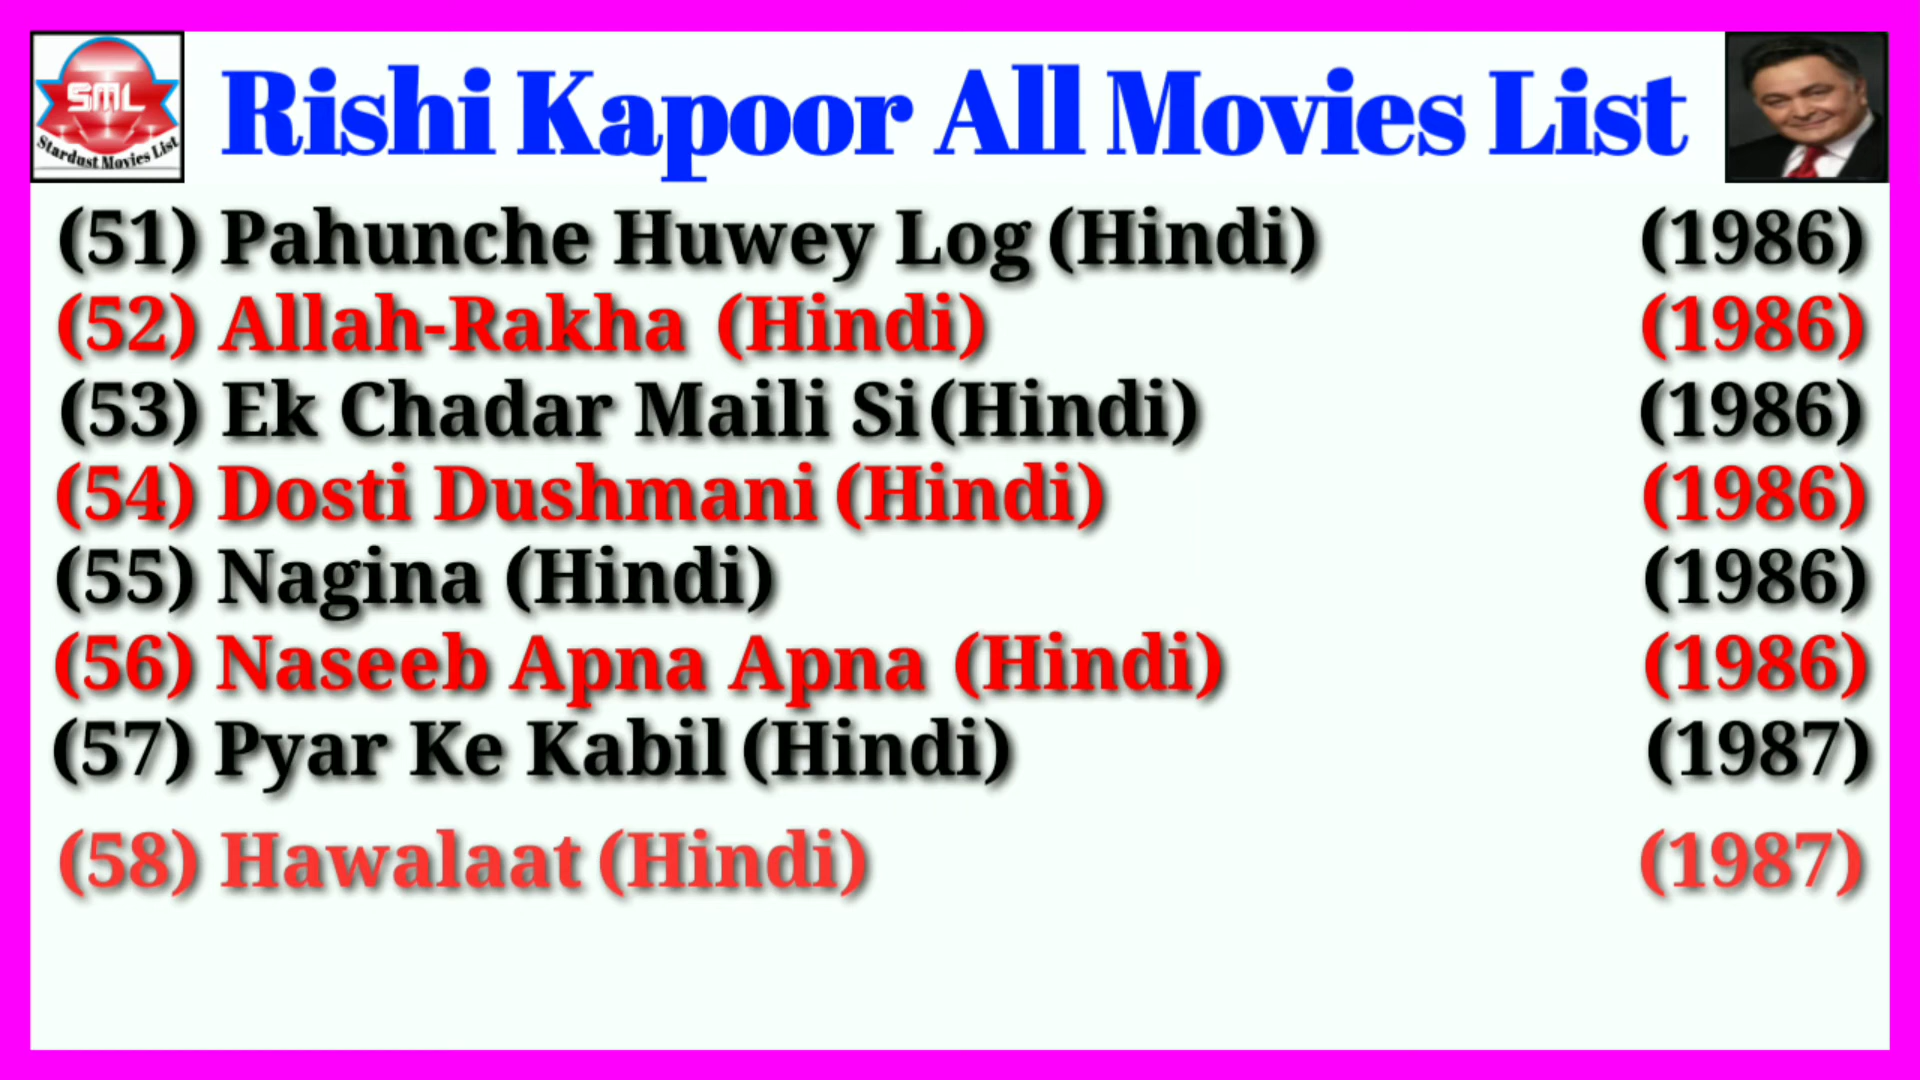 SML
Stardust Movies List
Rishi Kapoor All Movies List
(51) Pahunche Huwey Log (Hindi) (1986)
(52) Allah-Rakha (Hindi) (1986)
(53) Ek Chadar Maili Si (Hindi) (1986)
(54) Dosti Dushmani (Hindi) (1986)
(55) Nagina (Hindi) (1986)
(56) Naseeb Apna Apna (Hindi) (1986)
(57) Pyar Ke Kabil (Hindi) (1987)
(58) Hawalaat (Hindi) (1987)